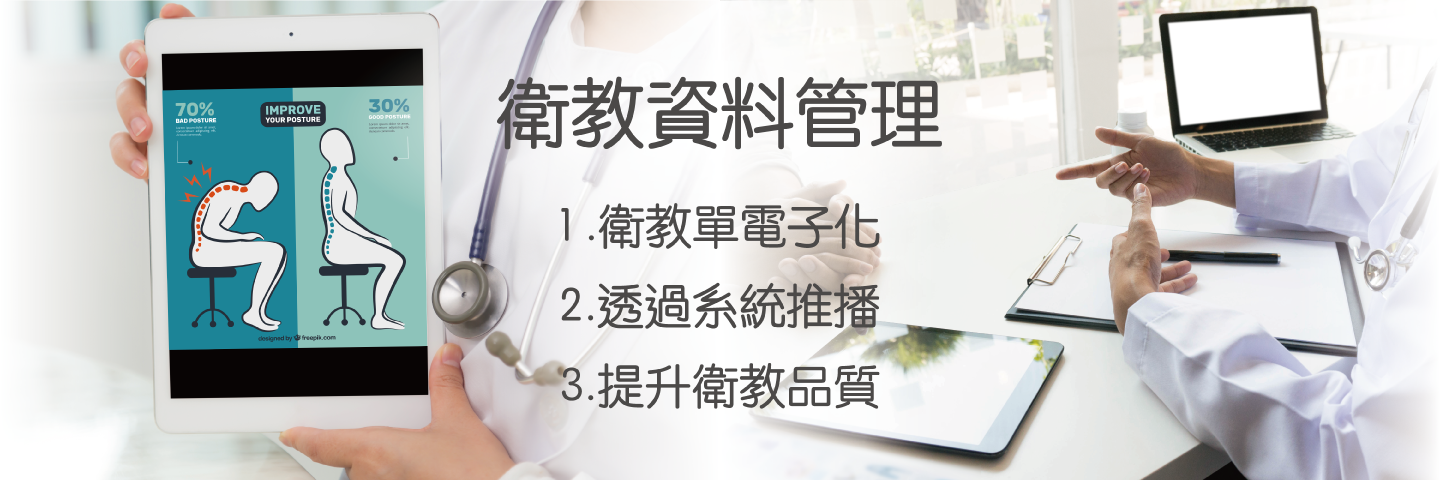 衛教資料管理
1.衛教單電子化
2.透過系統推播
3.提升衛教品質
70%
BAD POSTURE
IMPROVE
YOUR POSTURE
30%
GOOD POSTURE
designed by freepik.com